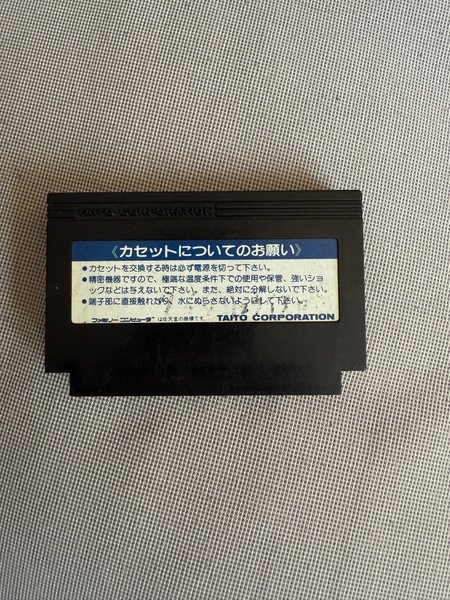 TAITO CORPORATION
《カセットについてのお願い》
●カセットを交換する時は必ず電源を切って下さい。
●精密機器ですので、極端な温度条件下での使用や保管、強いショ
ックなどは与えないで下さい。また、絶対に分解しないで下さい。
●端子部に直接触れたり、水にぬらさないようにして下さい。
ファミリーコンピュータは任天堂の商標です。 TAITO CORPORATION